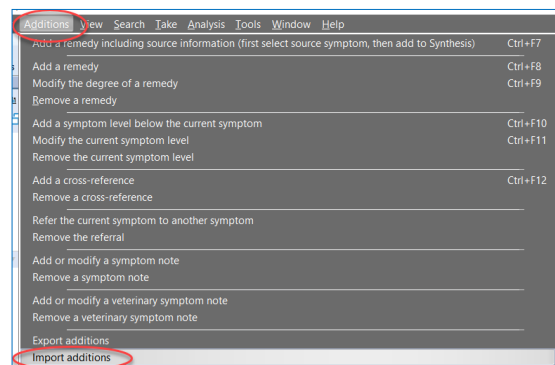 Additions View Search Take Analysis Tools Window Help
Add a remedy including source information (first select source symptom, then add to Synthesis) Ctrl+F7
Add a remedy Ctrl+F8
Modify the degree of a remedy Ctrl+F9
Remove a remedy
Add a symptom level below the current symptom Ctrl+F10
Modify the current symptom level Ctrl+F11
Remove the current symptom level
Add a cross-reference Ctrl+F12
Remove a cross-reference
Refer the current symptom to another symptom
Remove the referral
Add or modify a symptom note
Remove a symptom note
Add or modify a veterinary symptom note
Remove a veterinary symptom note
Export additions
Import additions